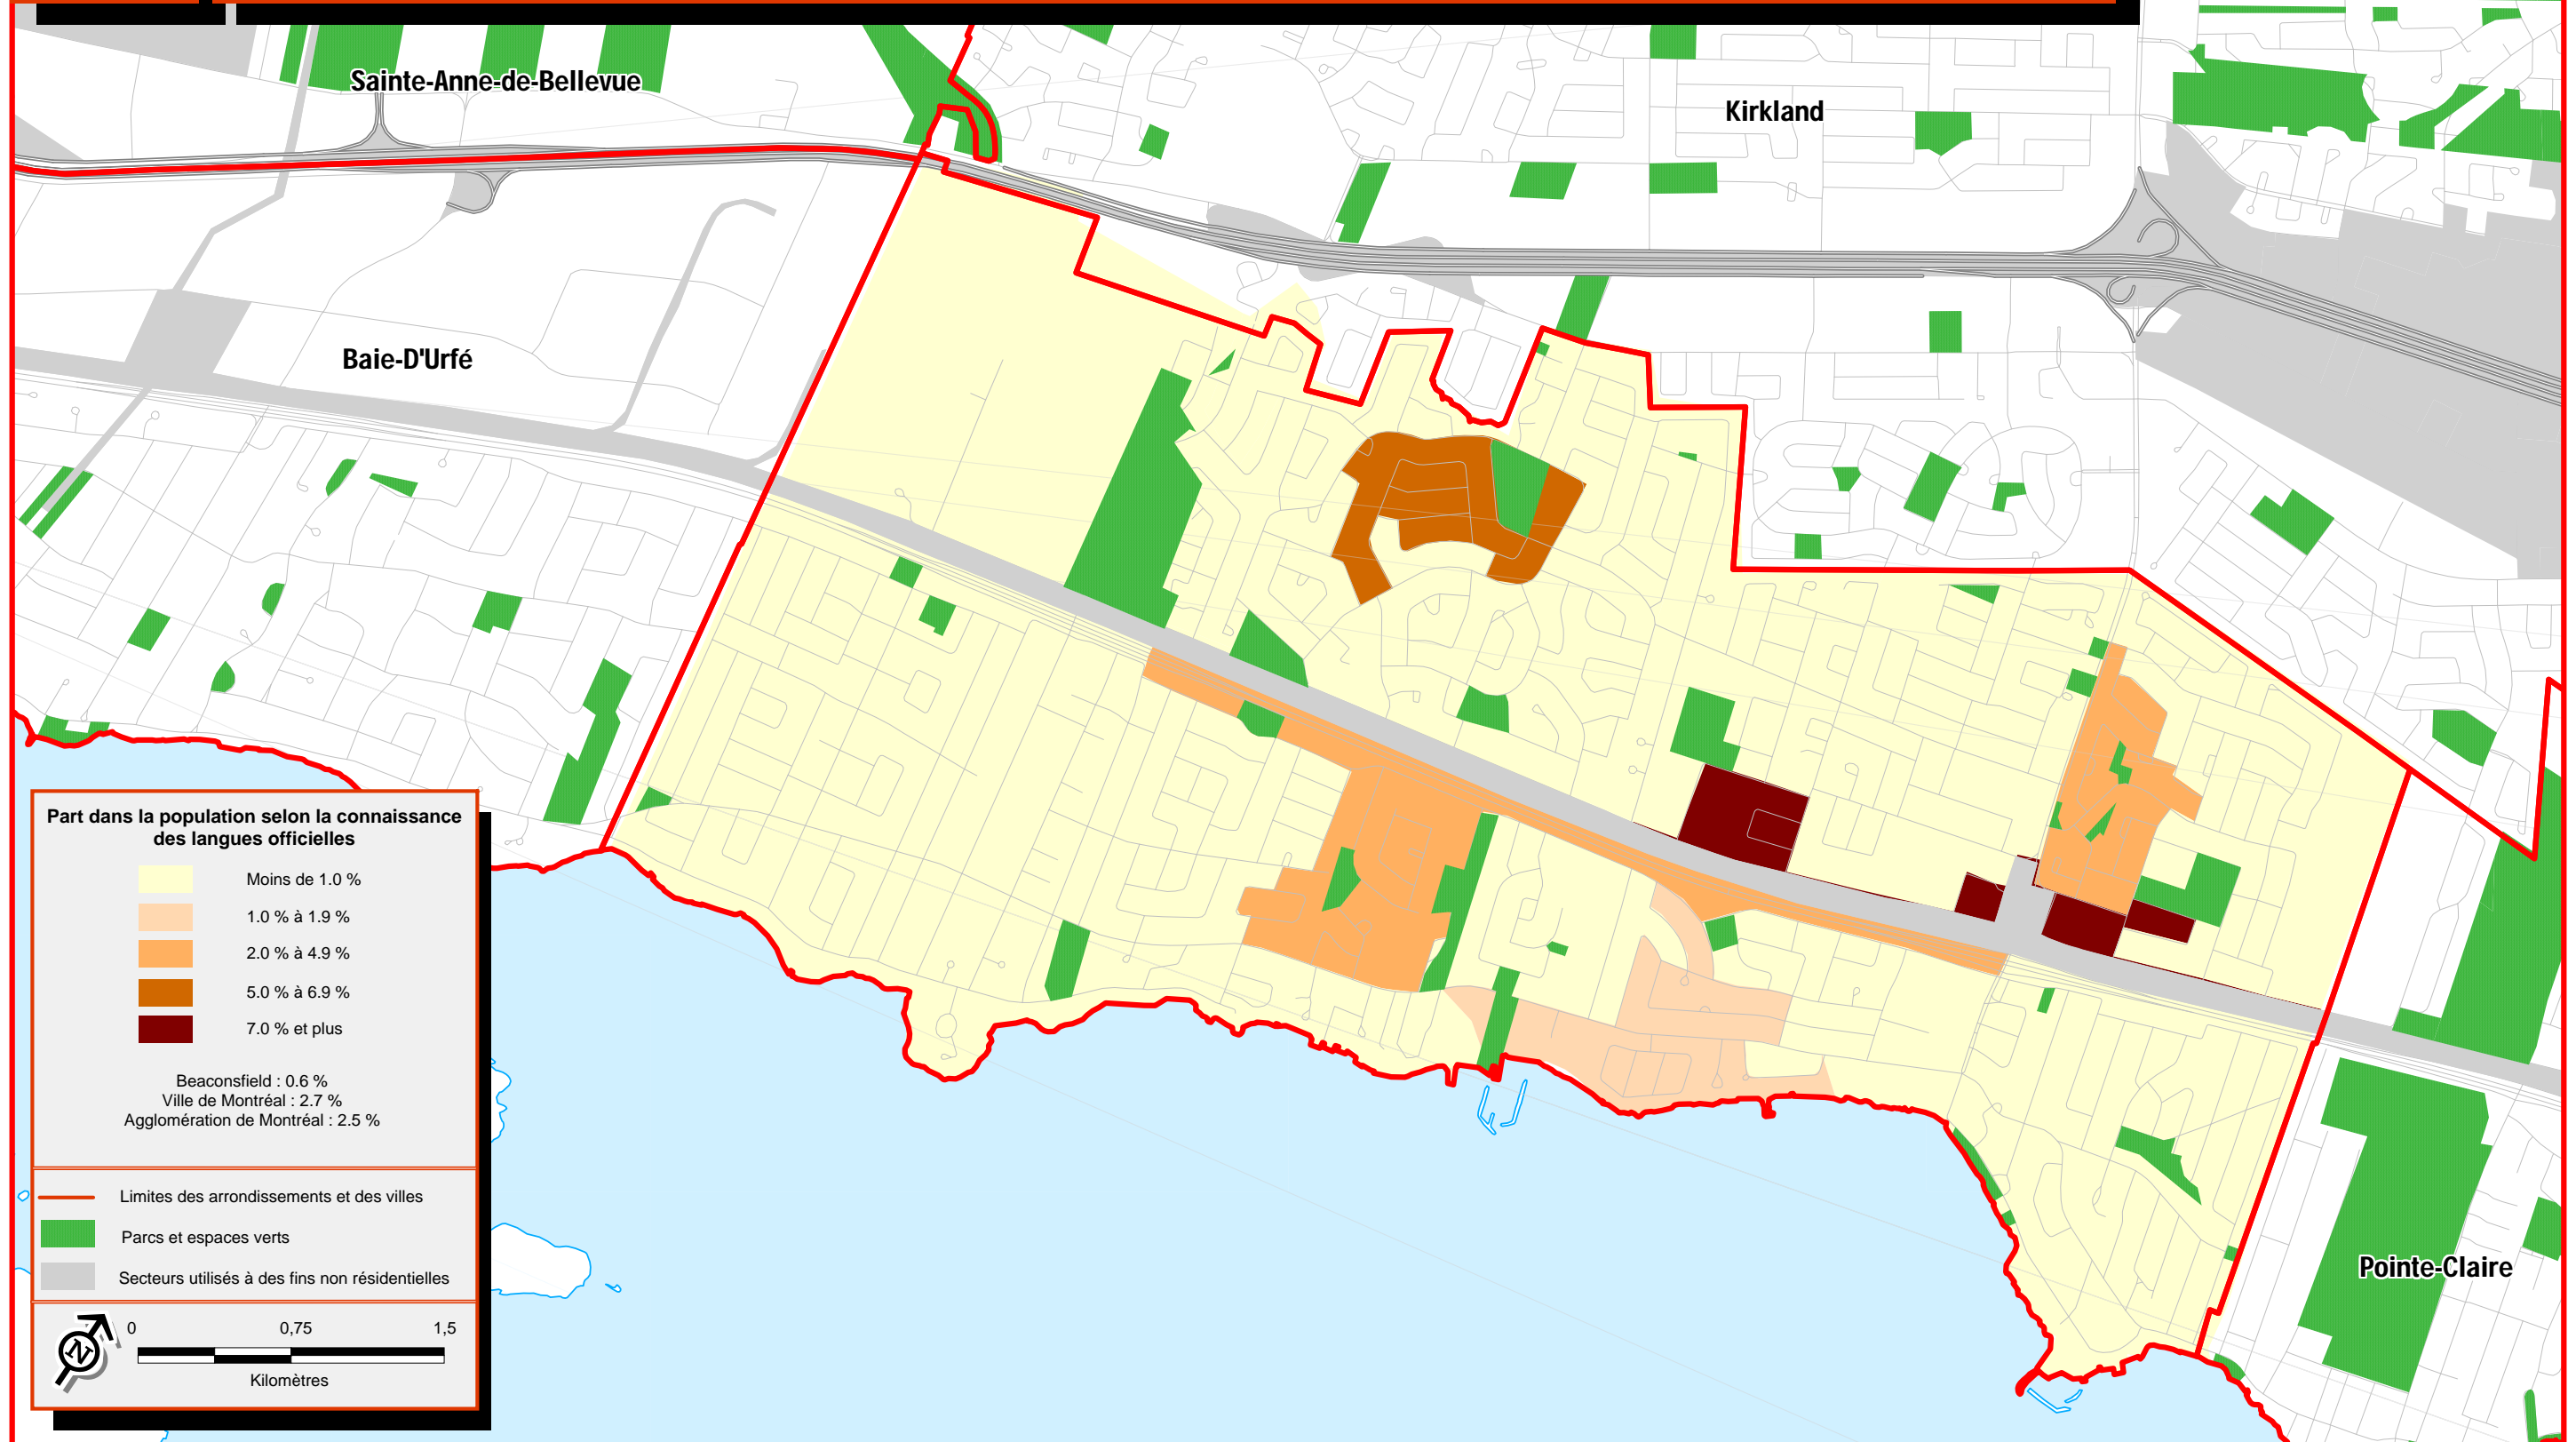 Sainte-Anne-de-Bellevue
Kirkland
Baie-D'Urfé
Pointe-Claire
Part dans la population selon la connaissance
des langues officielles
Moins de 1.0 %
1.0 % à 1.9 %
2.0 % à 4.9 %
5.0 % à 6.9 %
7.0 % et plus
Beaconsfield : 0.6 %
Ville de Montréal : 2.7 %
Agglomération de Montréal : 2.5 %
Limites des arrondissements et des villes
Parcs et espaces verts
Secteurs utilisés à des fins non résidentielles
N
0 0,75 1,5
Kilomètres